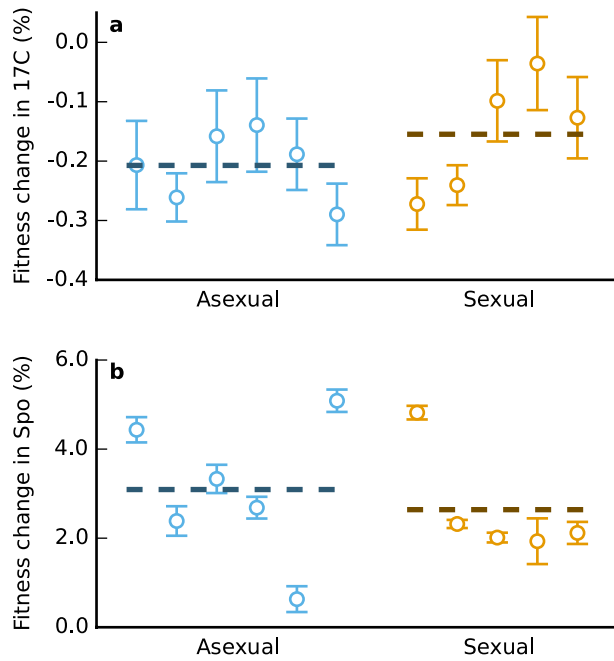 a
Fitness change in 17C (%)
0.0
-0.1
-0.2
-0.3
-0.4
Asexual
Sexual
b
Fitness change in Spo (%)
6.0
4.0
2.0
0.0
Asexual
Sexual